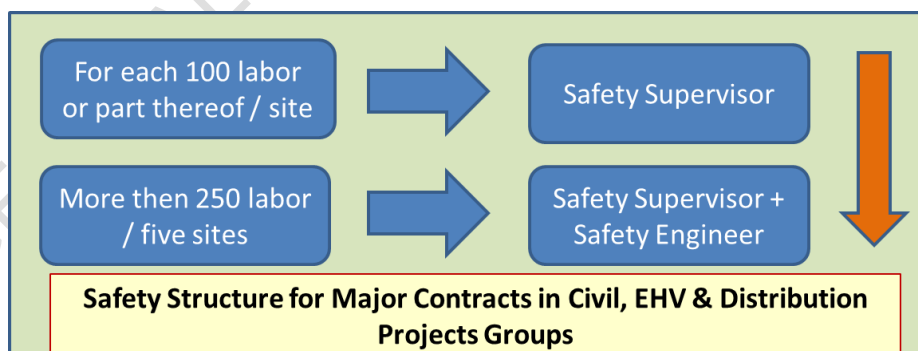 For each 100 labor
or part thereof / site
Safety Supervisor
More then 250 labor
/ five sites
Safety Supervisor +
Safety Engineer
Safety Structure for Major Contracts in Civil, EHV & Distribution
Projects Groups